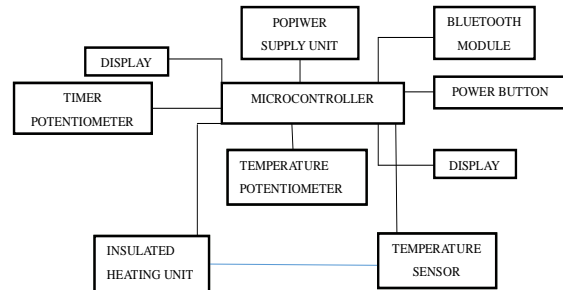 POPIWER
SUPPLY UNIT
BLUETOOTH
MODULE
DISPLAY
TIMER
POTENTIOMETER
MICROCONTROLLER
POWER BUTTON
TEMPERATURE
POTENTIOMETER
DISPLAY
INSULATED
HEATING UNIT
TEMPERATURE
SENSOR